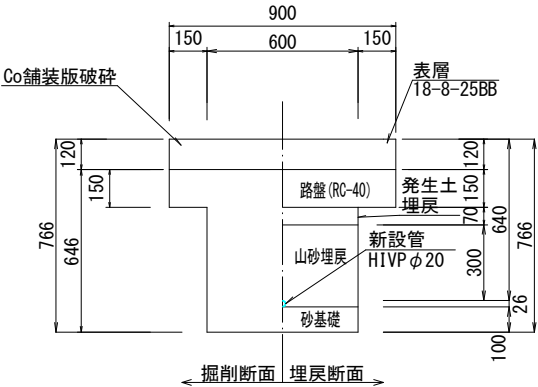 900
150
600
150
Co舗装版破砕
表層
18-8-25BB
120
150
766
646
路盤(RC-40)
発生土
埋戻
山砂埋戻
新設管
HIVPφ20
砂基礎
120
150
70
300
640
26
100
766
掘削断面
埋戻断面